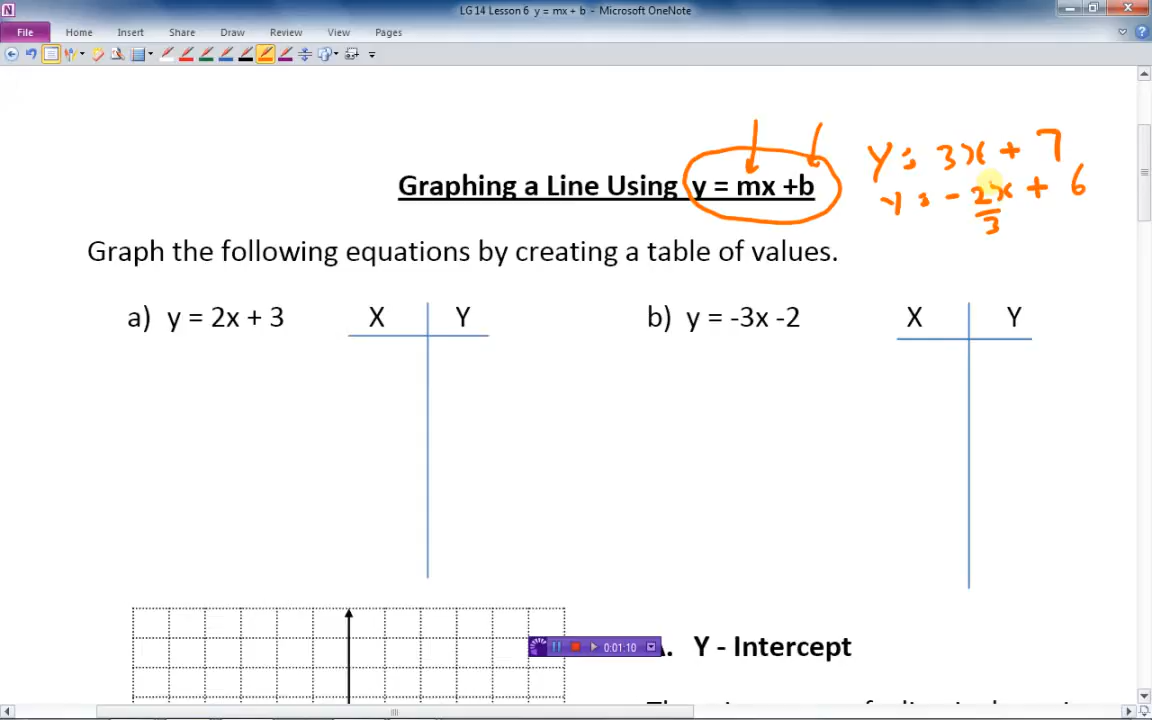 LG 14 Lesson 6 y = mx + b - Microsoft OneNote
File Home Insert Share Draw Review View Pages
y = 3x + 7
Graphing a Line Using y = mx +b
y = - 2x/3 + 6
Graph the following equations by creating a table of values.
a) y = 2x + 3 X Y b) y = -3x -2 X Y
0:01:10
A. Y - Intercept